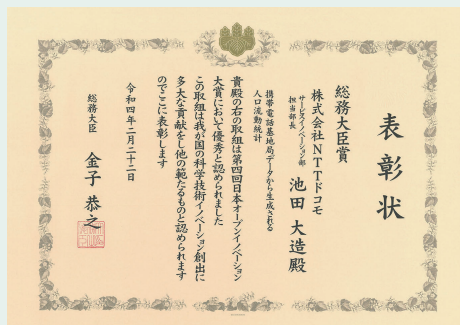 表彰状
総務大臣賞
株式会社NTTドコモ
サービスイノベーション部
担当部長
池田 大造殿
携帯電話基地局データから生成される
人口流動統計
貴殿の右の取組は第四回日本オープンイノベーション
大賞において優秀と認められました
この取組は我が国の科学技術イノベーション創出に
多大な貢献をし他の範たるものと認められます
のでここに表彰します
令和四年二月二十二日
総務大臣 金子 恭之